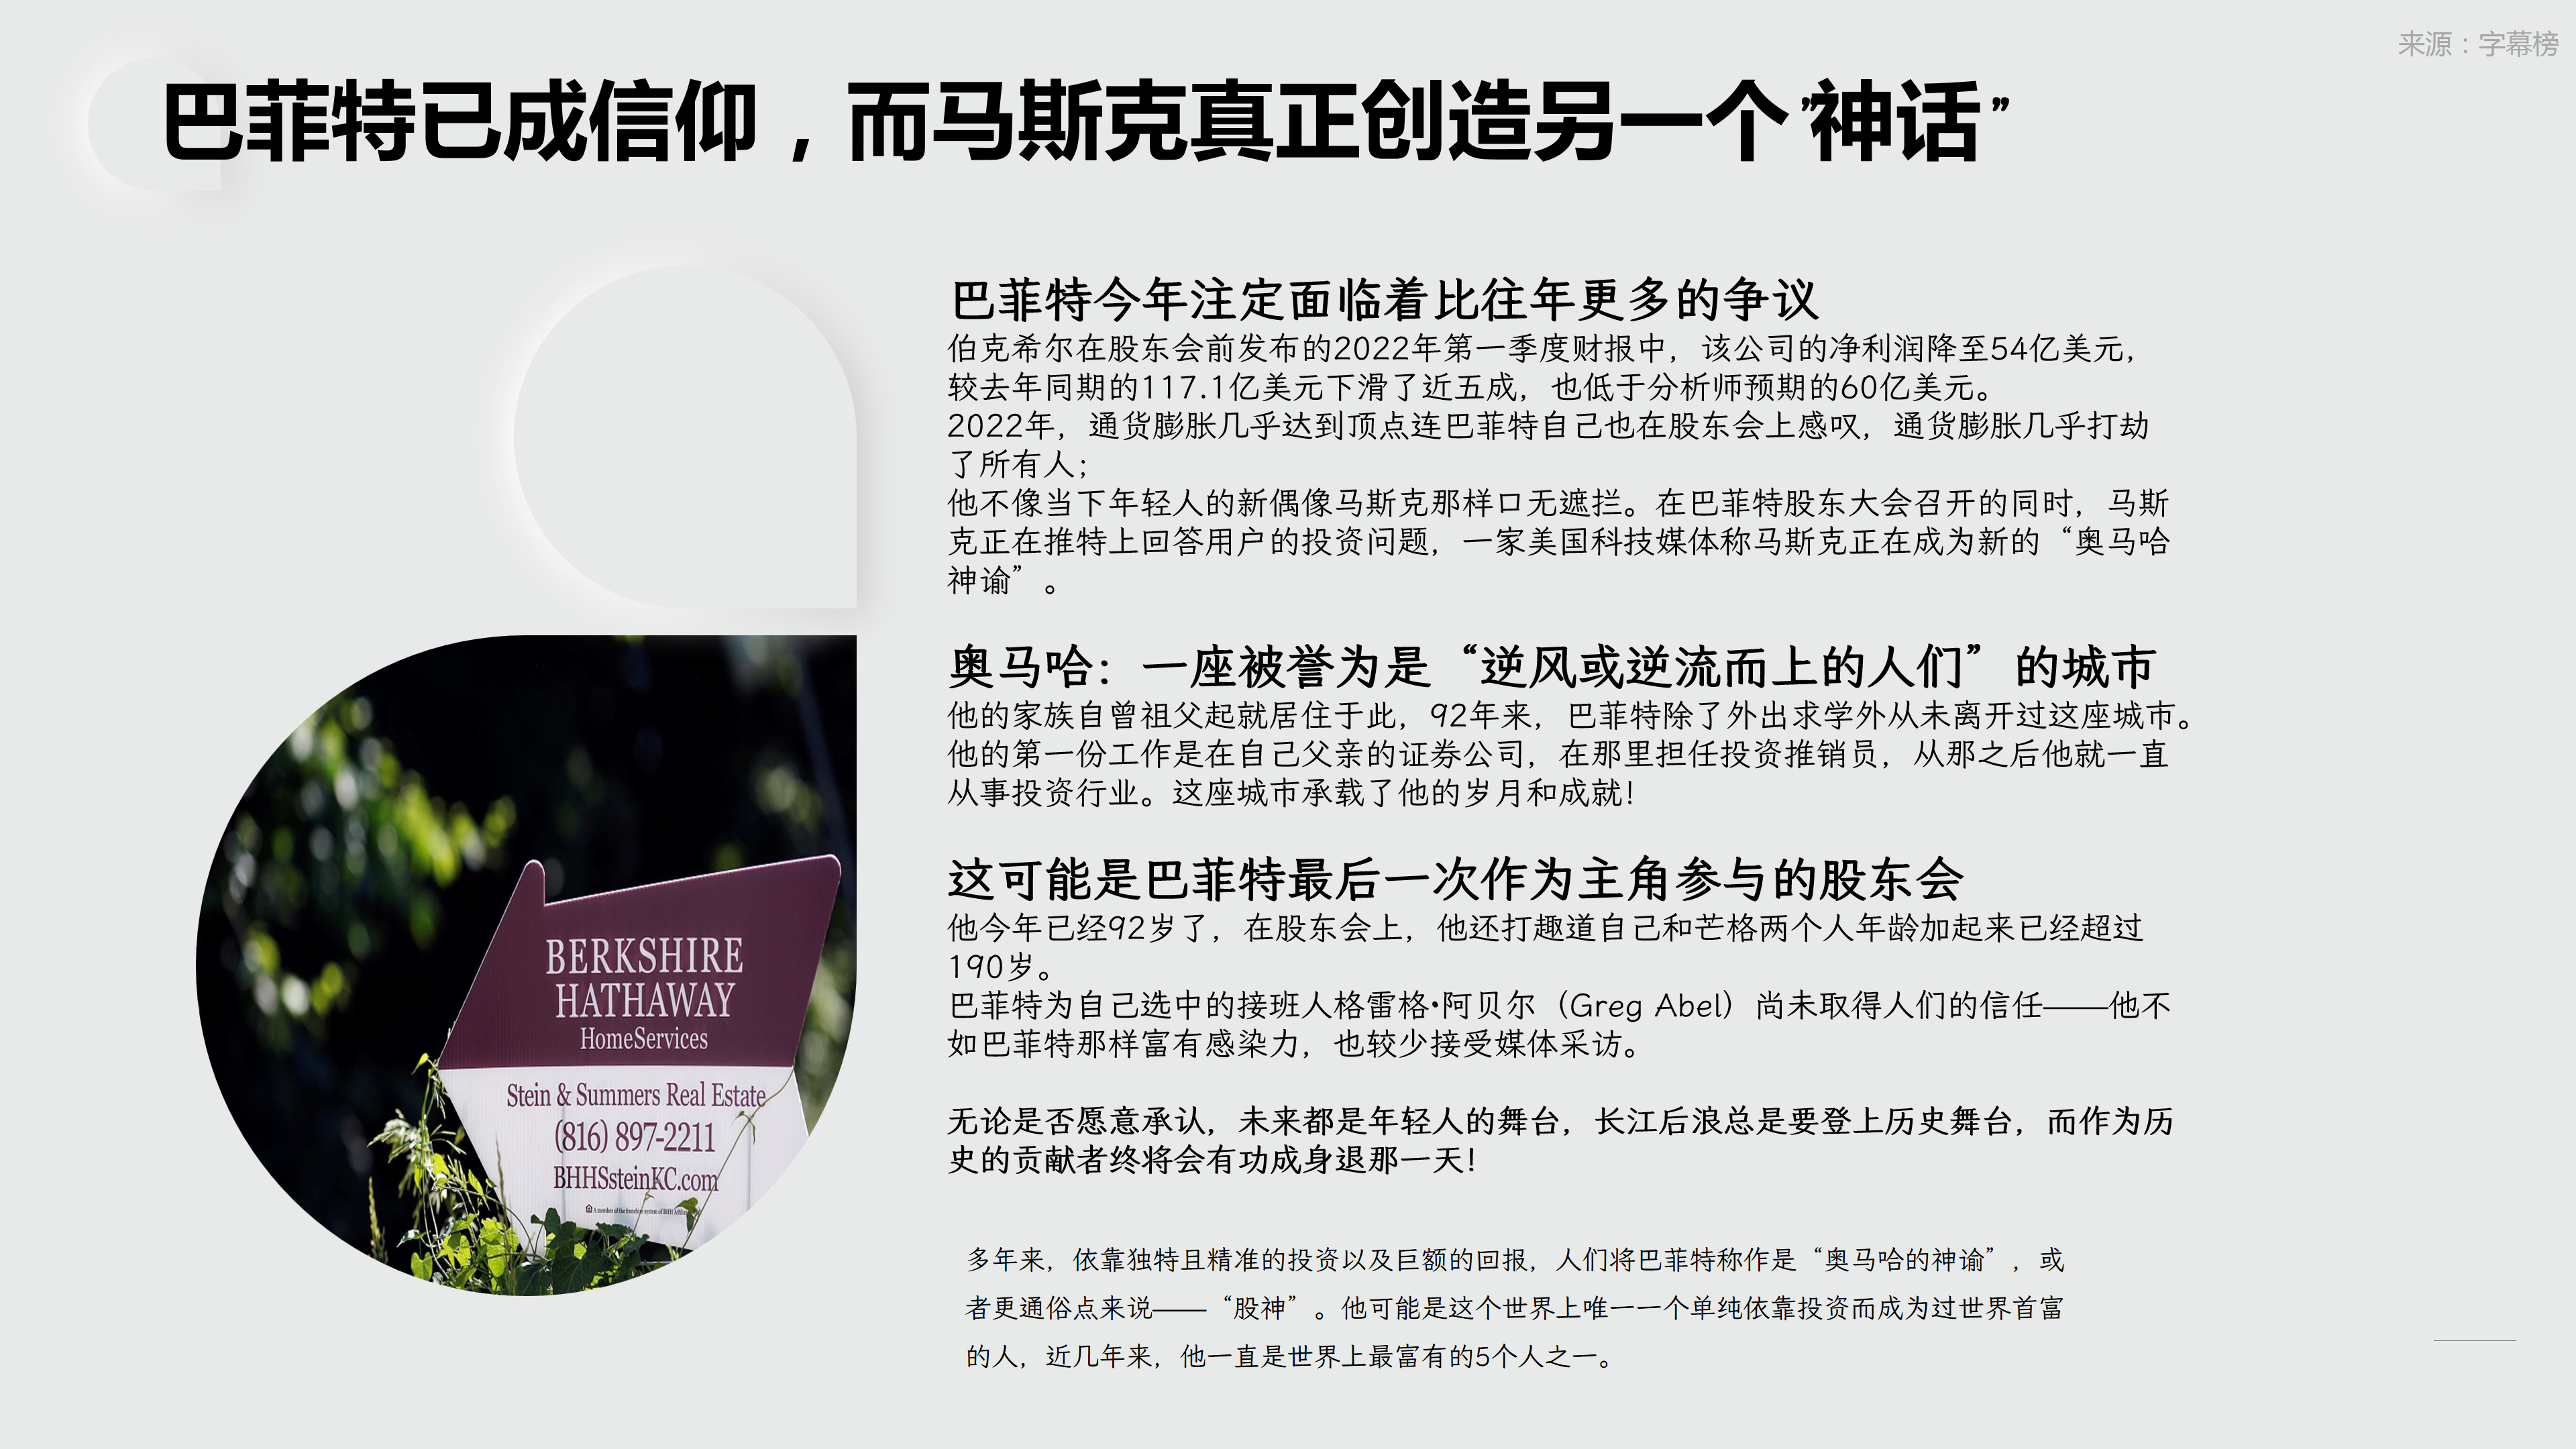 来源：字幕榜
巴菲特已成信仰，而马斯克真正创造另一个”神话”
巴菲特今年注定面临着比往年更多的争议
伯克希尔在股东会前发布的2022年第一季度财报中，该公司的净利润降至54亿美元，
较去年同期的117.1亿美元下滑了近五成，也低于分析师预期的60亿美元。
2022年，通货膨胀几乎达到顶点连巴菲特自己也在股东会上感叹，通货膨胀几乎打劫
了所有人；
他不像当下年轻人的新偶像马斯克那样口无遮拦。在巴菲特股东大会召开的同时，马斯
克正在推特上回答用户的投资问题，一家美国科技媒体称马斯克正在成为新的“奥马哈
神谕”。
奥马哈：一座被誉为是“逆风或逆流而上的人们”的城市
他的家族自曾祖父起就居住于此，92年来，巴菲特除了外出求学外从未离开过这座城市。
他的第一份工作是在自己父亲的证券公司，在那里担任投资推销员，从那之后他就一直
从事投资行业。这座城市承载了他的岁月和成就！
这可能是巴菲特最后一次作为主角参与的股东会
他今年已经92岁了，在股东会上，他还打趣道自己和芒格两个人年龄加起来已经超过
190岁。
巴菲特为自己选中的接班人格雷格•阿贝尔（Greg Abel）尚未取得人们的信任——他不
如巴菲特那样富有感染力，也较少接受媒体采访。
无论是否愿意承认，未来都是年轻人的舞台，长江后浪总是要登上历史舞台，而作为历
史的贡献者终将会有功成身退那一天！
多年来，依靠独特且精准的投资以及巨额的回报，人们将巴菲特称作是“奥马哈的神谕”，或
者更通俗点来说——“股神”。他可能是这个世界上唯一一个单纯依靠投资而成为过世界首富
的人，近几年来，他一直是世界上最富有的5个人之一。
BERKSHIRE
HATHAWAY
HomeServices
Stein & Summers Real Estate
(816) 897-2211
BHHSsteinKC.com
A member of the franchise system of BHH